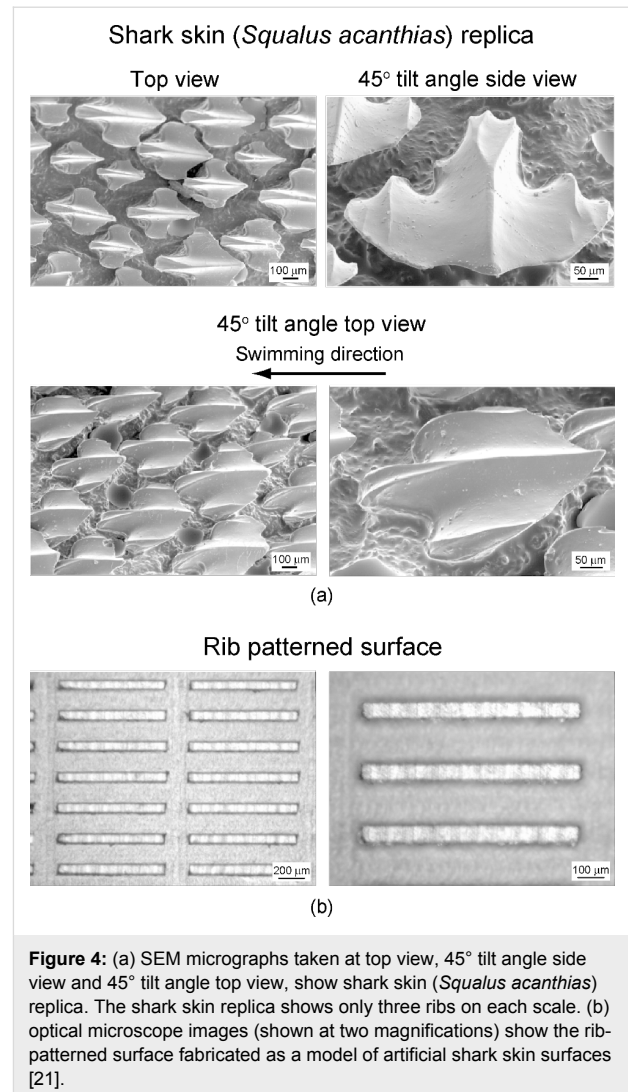 Shark skin (Squalus acanthias) replica
Top view
45° tilt angle side view
100 μm
50 μm
45° tilt angle top view
Swimming direction
100 μm
50 μm
(a)
Rib patterned surface
200 μm
100 μm
(b)
Figure 4: (a) SEM micrographs taken at top view, 45° tilt angle side
view and 45° tilt angle top view, show shark skin (Squalus acanthias)
replica. The shark skin replica shows only three ribs on each scale. (b)
optical microscope images (shown at two magnifications) show the rib-
patterned surface fabricated as a model of artificial shark skin surfaces
[21].